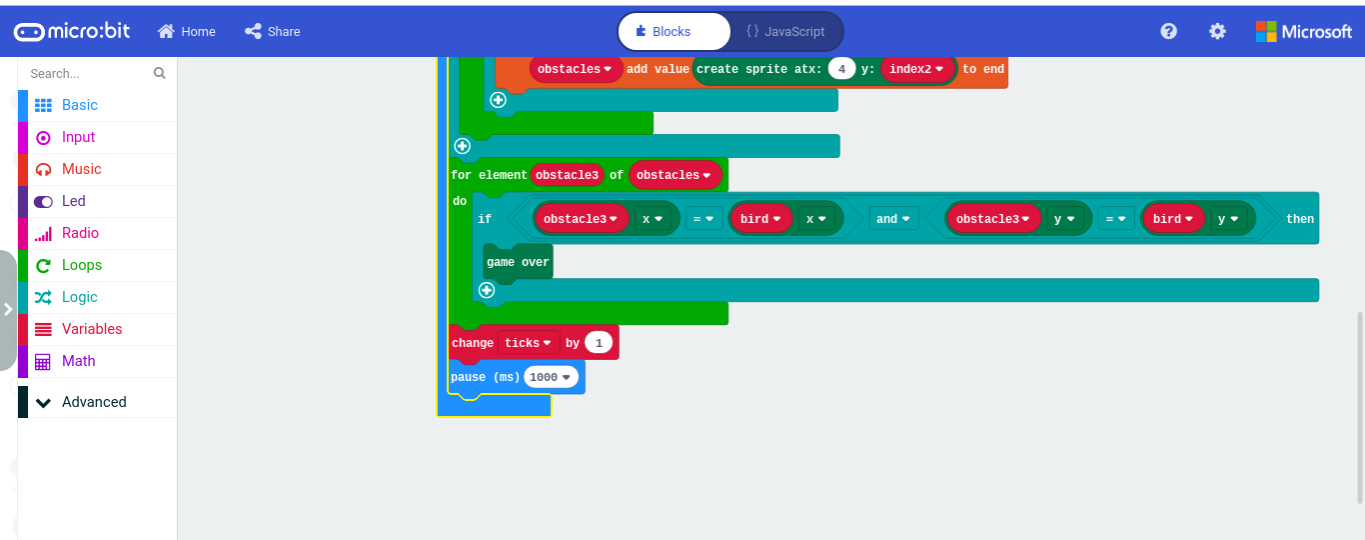 micro:bit Home Share Blocks {} JavaScript ? Microsoft
Search...
Basic
Input
Music
Led
Radio
Loops
Logic
Variables
Math
Advanced
obstacles add value create sprite atx: 4 y: index2 to end
for element obstacle3 of obstacles
do
if obstacle3 x = bird x and obstacle3 y = bird y then
game over
change ticks by 1
pause (ms) 1000